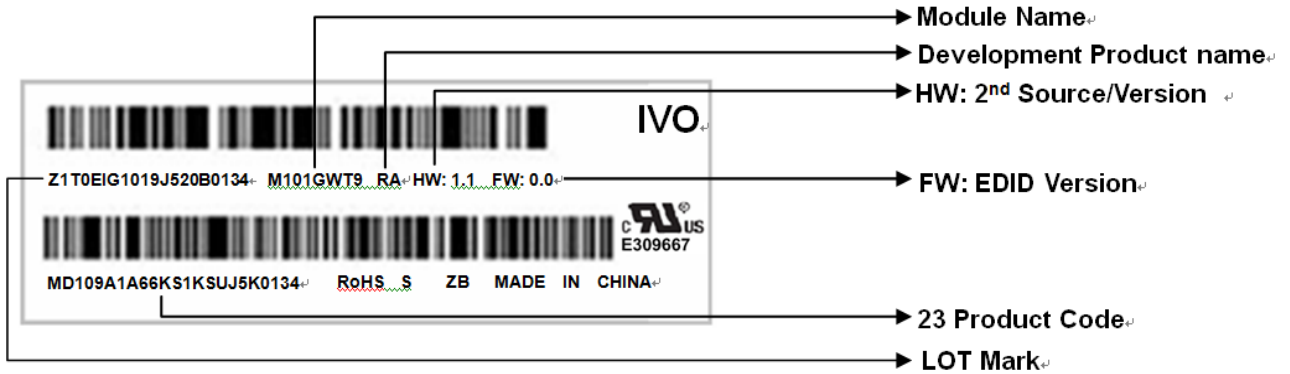 Module Name
Development Product name
HW: 2nd Source/Version
IVO
Z1T0EIG1019J520B0134 M101GWT9 RA HW: 1.1 FW: 0.0
FW: EDID Version
c RU ® US
E309667
MD109A1A66KS1KSUJ5K0134 RoHS S ZB MADE IN CHINA
23 Product Code
LOT Mark